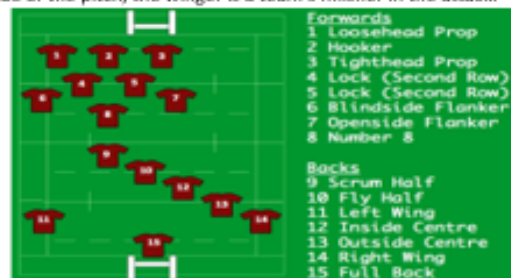 Forwards
1 Loosehead Prop
2 Hooker
3 Tighthead Prop
4 Lock (Second Row)
5 Lock (Second Row)
6 Blindside Flanker
7 Openside Flanker
8 Number 8
Backs
9 Scrum Half
10 Fly Half
11 Left Wing
12 Inside Centre
13 Outside Centre
14 Right Wing
15 Full Back
1 2 3
4 5
6 7
8
9
10
12
13
11 14
15